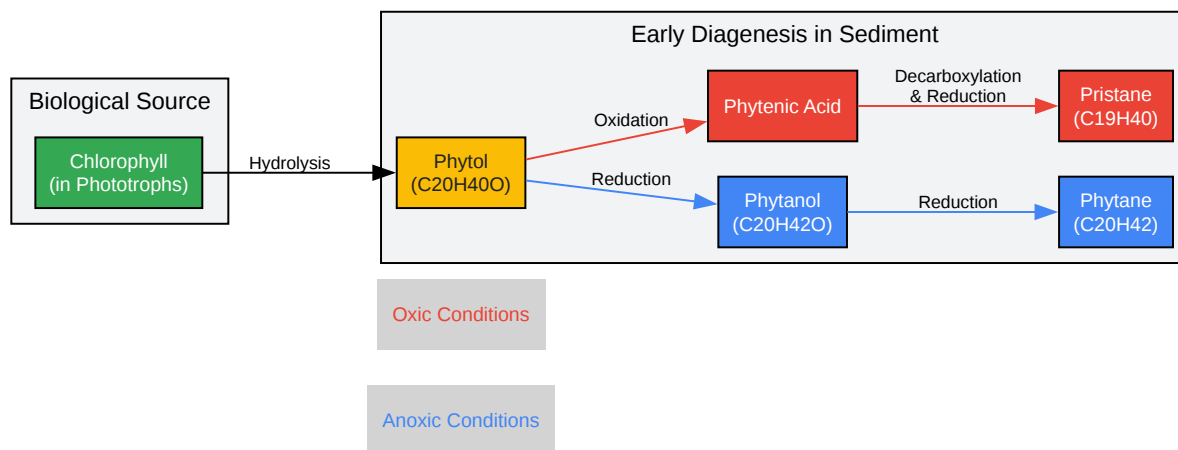 Early Diagenesis in Sediment
Biological Source
Chlorophyll
(in Phototrophs)
Hydrolysis
Phytol
(C20H40O)
Oxidation
Phytenic Acid
Decarboxylation
& Reduction
Pristane
(C19H40)
Reduction
Phytanol
(C20H42O)
Reduction
Phytane
(C20H42)
Oxic Conditions
Anoxic Conditions